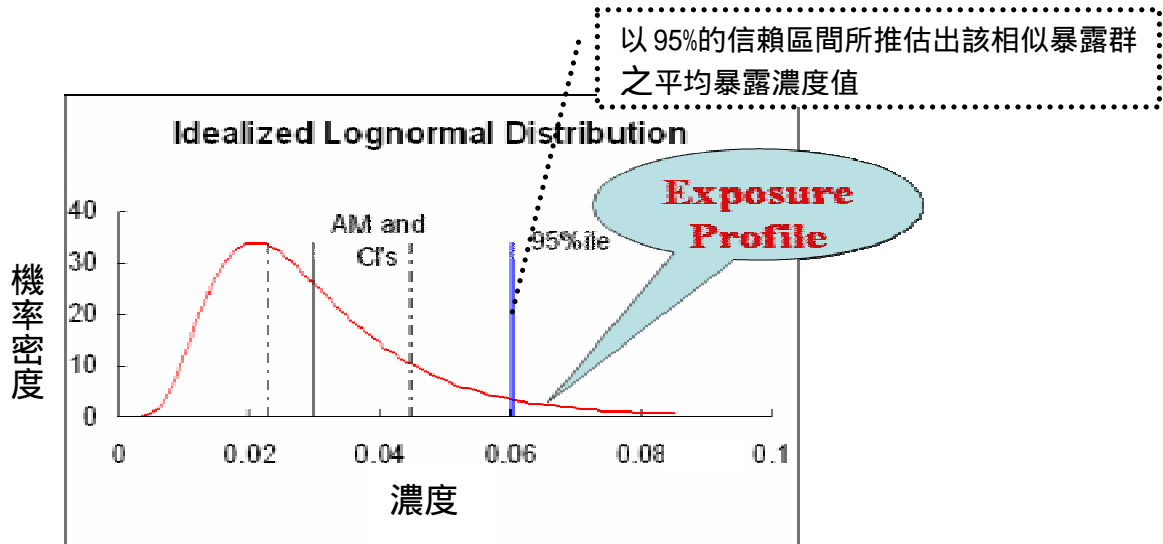 以 95%的信賴區間所推估出該相似暴露群
之平均暴露濃度值
Idealized Lognormal Distribution
Exposure
Profile
AM and
CI's
95%ile
機率密度
40
30
20
10
0
0
0.02
0.04
0.06
0.08
0.1
濃度